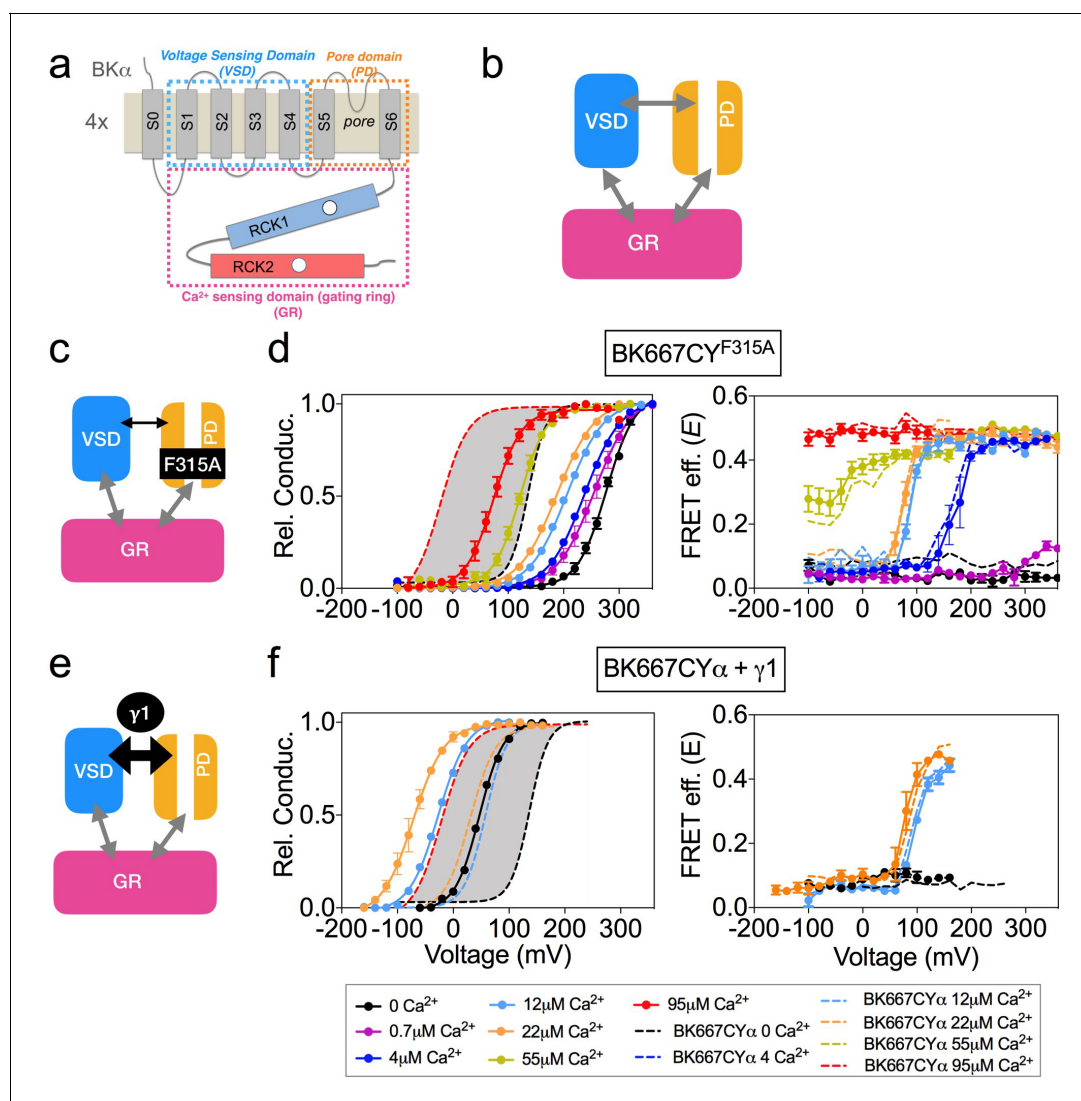 a
BKα
4x
Voltage Sensing Domain
(VSD)
Pore domain
(PD)
S0
S1
S2
S3
S4
S5
pore
S6
RCK1
RCK2
Ca²⁺ sensing domain (gating ring)
(GR)
b
VSD
PD
GR
c
VSD
PD
F315A
GR
d
BK667CY^F315A
Rel. Conduc.
1.0
0.5
0.0
-200 -100 0 100 200 300
FRET eff. (E)
0.6
0.4
0.2
0.0
-200 -100 0 100 200 300
e
γ1
VSD
PD
GR
f
BK667CYα + γ1
Rel. Conduc.
1.0
0.5
0.0
-200 -100 0 100 200 300
Voltage (mV)
FRET eff. (E)
0.6
0.4
0.2
0.0
-200 -100 0 100 200 300
Voltage (mV)
0 Ca²⁺
0.7μM Ca²⁺
4μM Ca²⁺
12μM Ca²⁺
22μM Ca²⁺
55μM Ca²⁺
95μM Ca²⁺
BK667CYα 0 Ca²⁺
BK667CYα 4 Ca²⁺
BK667CYα 12μM Ca²⁺
BK667CYα 22μM Ca²⁺
BK667CYα 55μM Ca²⁺
BK667CYα 95μM Ca²⁺